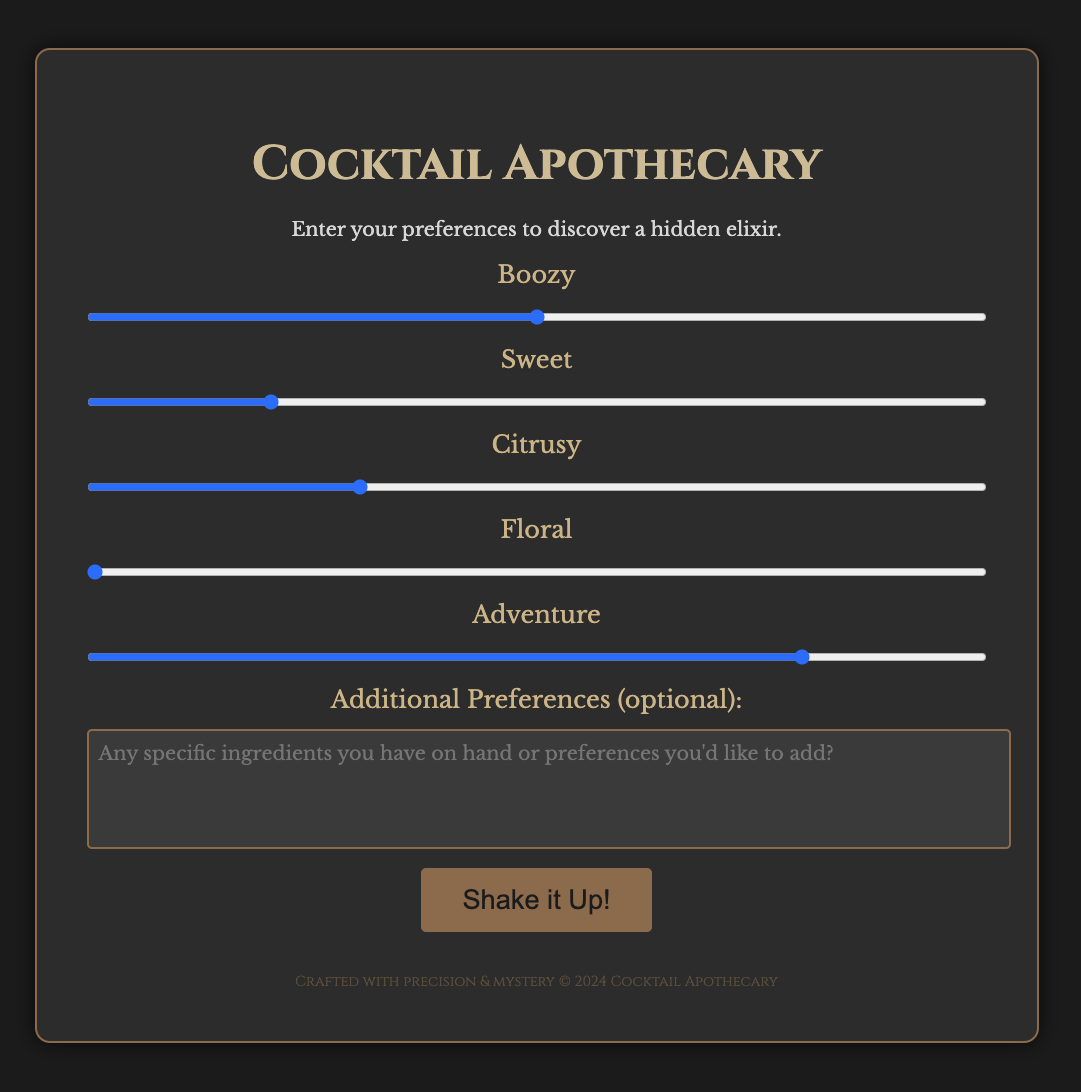 Cocktail Apothecary
Enter your preferences to discover a hidden elixir.
Boozy
Sweet
Citrusy
Floral
Adventure
Additional Preferences (optional):
Any specific ingredients you have on hand or preferences you'd like to add?
Shake it Up!
Crafted with precision & mystery © 2024 Cocktail Apothecary